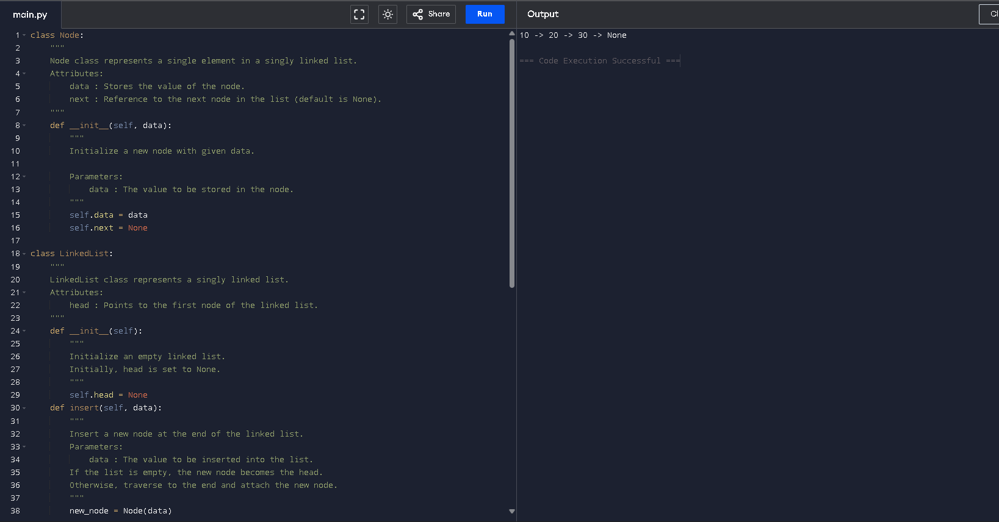 main.py
Share
Run
Output
1 class Node:
2     """
3     Node class represents a single element in a singly linked list.
4     Attributes:
5         data : Stores the value of the node.
6         next : Reference to the next node in the list (default is None).
7     """
8     def __init__(self, data):
9         """
10         Initialize a new node with given data.
11
12         Parameters:
13             data : The value to be stored in the node.
14         """
15         self.data = data
16         self.next = None
17
18 class LinkedList:
19     """
20     LinkedList class represents a singly linked list.
21     Attributes:
22         head : Points to the first node of the linked list.
23     """
24     def __init__(self):
25         """
26         Initialize an empty linked list.
27         Initially, head is set to None.
28         """
29         self.head = None
30     def insert(self, data):
31         """
32         Insert a new node at the end of the linked list.
33         Parameters:
34             data : The value to be inserted into the list.
35         If the list is empty, the new node becomes the head.
36         Otherwise, traverse to the end and attach the new node.
37         """
38         new_node = Node(data)
10 -> 20 -> 30 -> None
=== Code Execution Successful ===